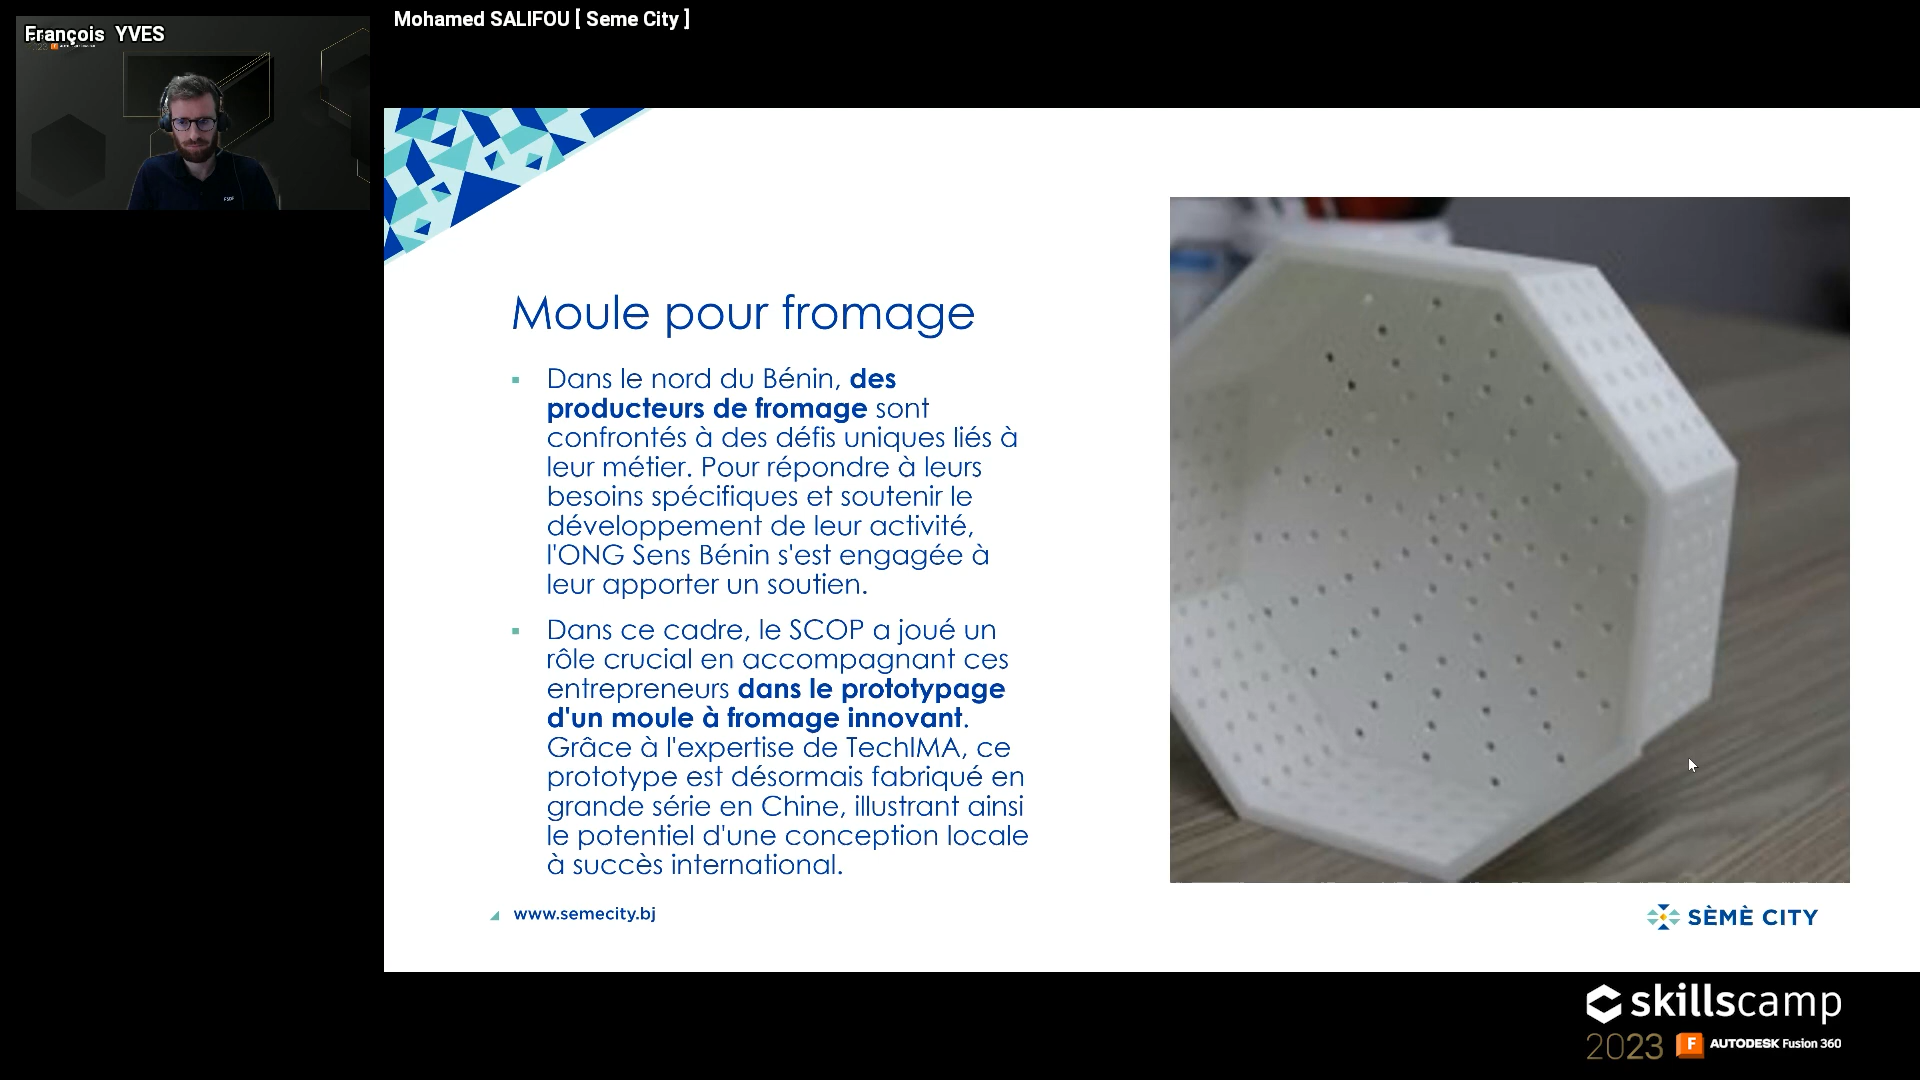 François YVES
Mohamed SALIFOU [ Seme City ]
Moule pour fromage
▪ Dans le nord du Bénin, des
producteurs de fromage sont
confrontés à des défis uniques liés à
leur métier. Pour répondre à leurs
besoins spécifiques et soutenir le
développement de leur activité,
l'ONG Sens Bénin s'est engagée à
leur apporter un soutien.
▪ Dans ce cadre, le SCOP a joué un
rôle crucial en accompagnant ces
entrepreneurs dans le prototypage
d'un moule à fromage innovant.
Grâce à l'expertise de TechIMA, ce
prototype est désormais fabriqué en
grande série en Chine, illustrant ainsi
le potentiel d'une conception locale
à succès international.
www.semecity.bj
SÈMÈ CITY
skillscamp
2023 F AUTODESK Fusion 360